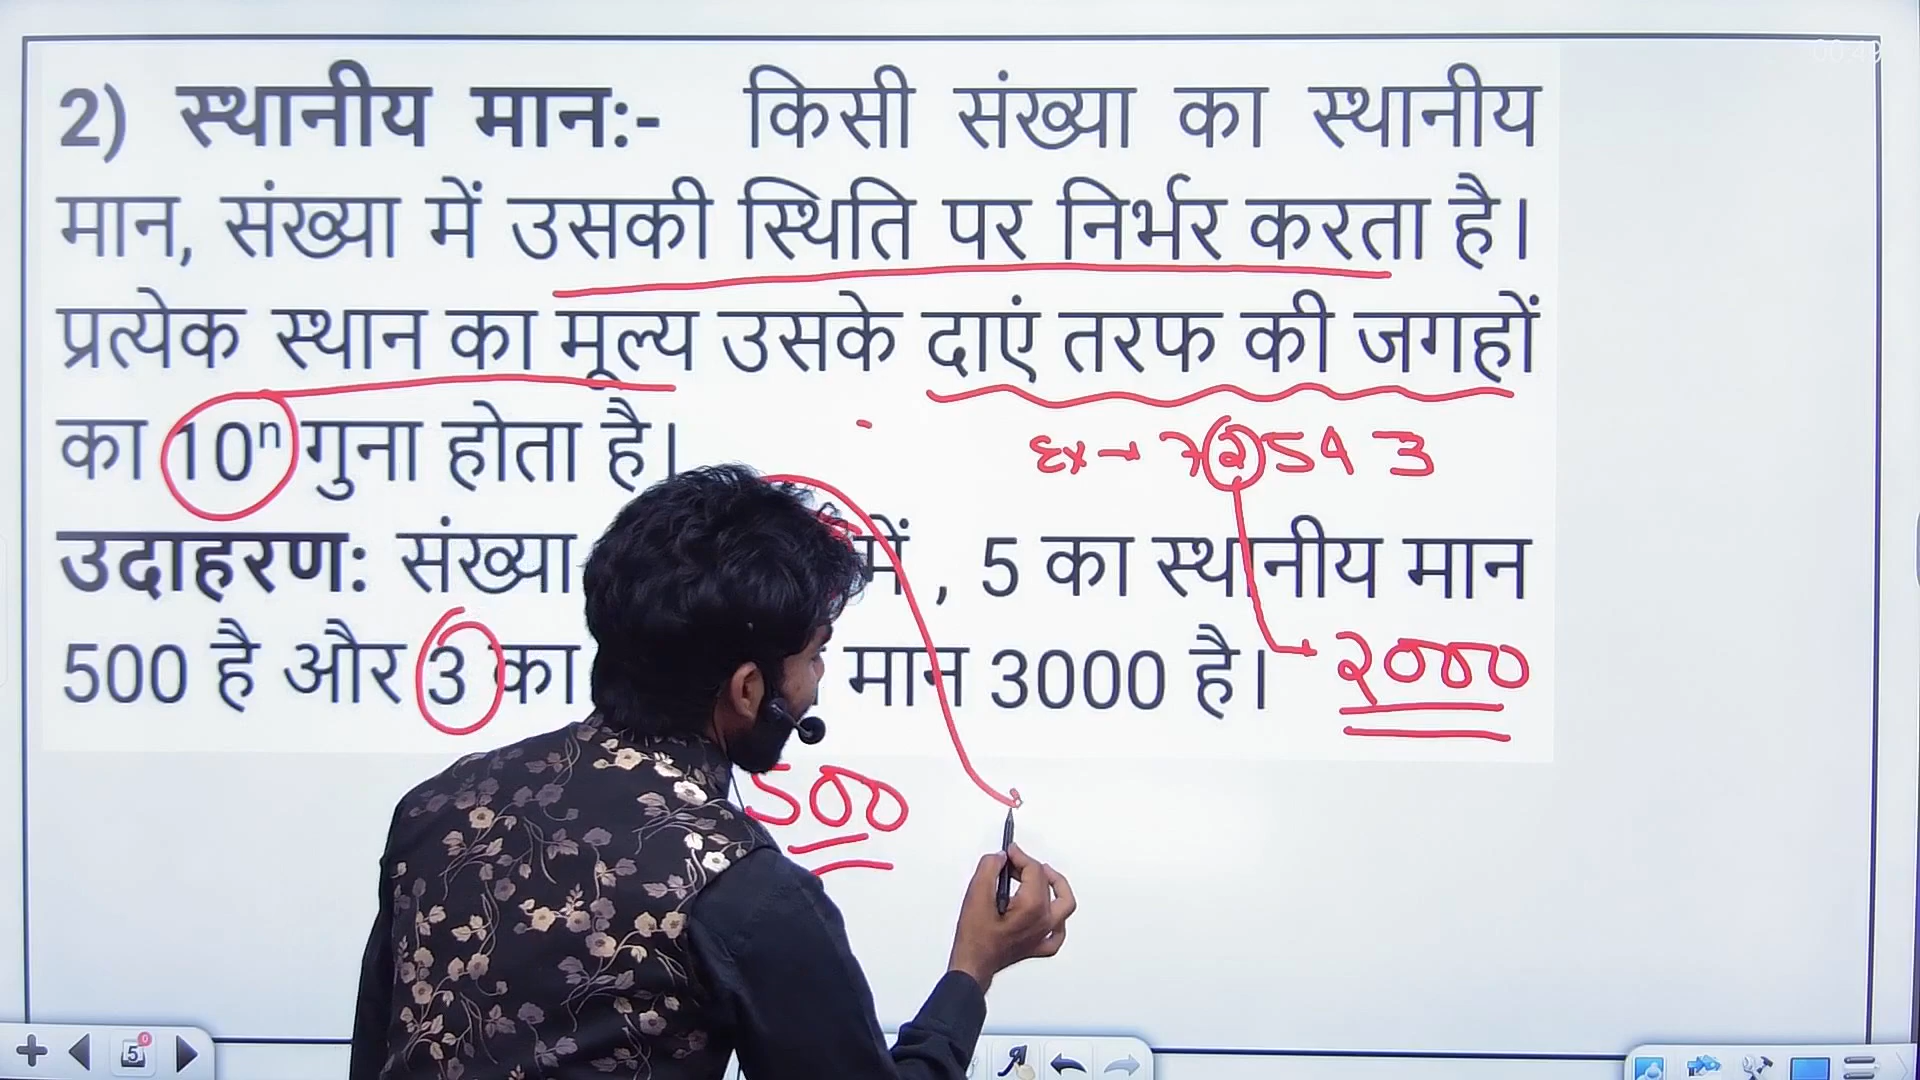 2) स्थानीय मान:- किसी संख्या का स्थानीय
मान, संख्या में उसकी स्थिति पर निर्भर करता है।
प्रत्येक स्थान का मूल्य उसके दाएं तरफ की जगहों
का 10ⁿ गुना होता है।
Ex → 72543
उदाहरण: संख्या में , 5 का स्थानीय मान
500 है और 3 का मान 3000 है।
2000
500
5